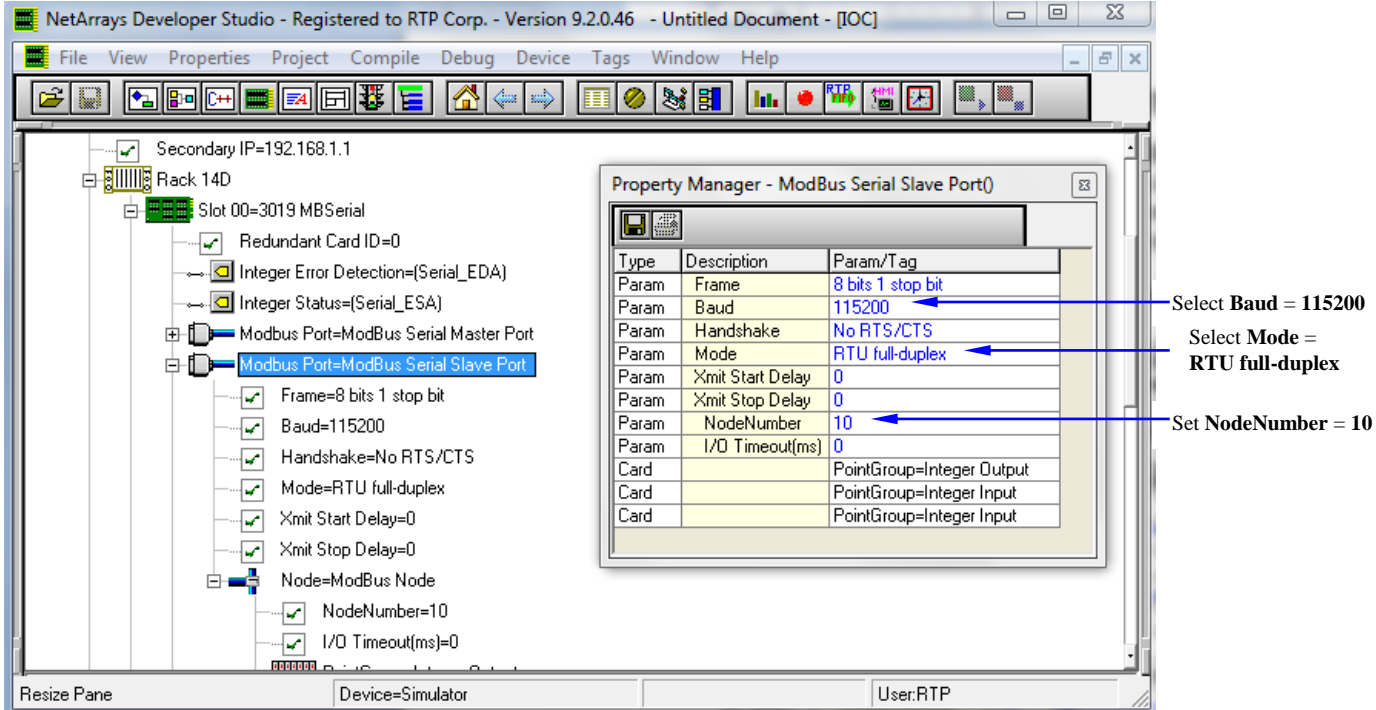 NetArrays Developer Studio - Registered to RTP Corp. - Version 9.2.0.46 - Untitled Document - [IOC]
File View Properties Project Compile Debug Device Tags Window Help
C++
A
RTP
FIFO
HMI
Secondary IP=192.168.1.1
Rack 14D
Slot 00=3019 MBSerial
Redundant Card ID=0
Integer Error Detection=(Serial_EDA)
Integer Status=(Serial_ESA)
Modbus Port=ModBus Serial Master Port
Modbus Port=ModBus Serial Slave Port
Frame=8 bits 1 stop bit
Baud=115200
Handshake=No RTS/CTS
Mode=RTU full-duplex
Xmit Start Delay=0
Xmit Stop Delay=0
Node=ModBus Node
NodeNumber=10
I/O Timeout(ms)=0
Property Manager - ModBus Serial Slave Port()
Type Description Param/Tag
Param Frame 8 bits 1 stop bit
Param Baud 115200
Param Handshake No RTS/CTS
Param Mode RTU full-duplex
Param Xmit Start Delay 0
Param Xmit Stop Delay 0
Param NodeNumber 10
Param I/O Timeout(ms) 0
Card PointGroup=Integer Output
Card PointGroup=Integer Input
Card PointGroup=Integer Input
Select Baud = 115200
Select Mode =
RTU full-duplex
Set NodeNumber = 10
Resize Pane Device=Simulator User:RTP